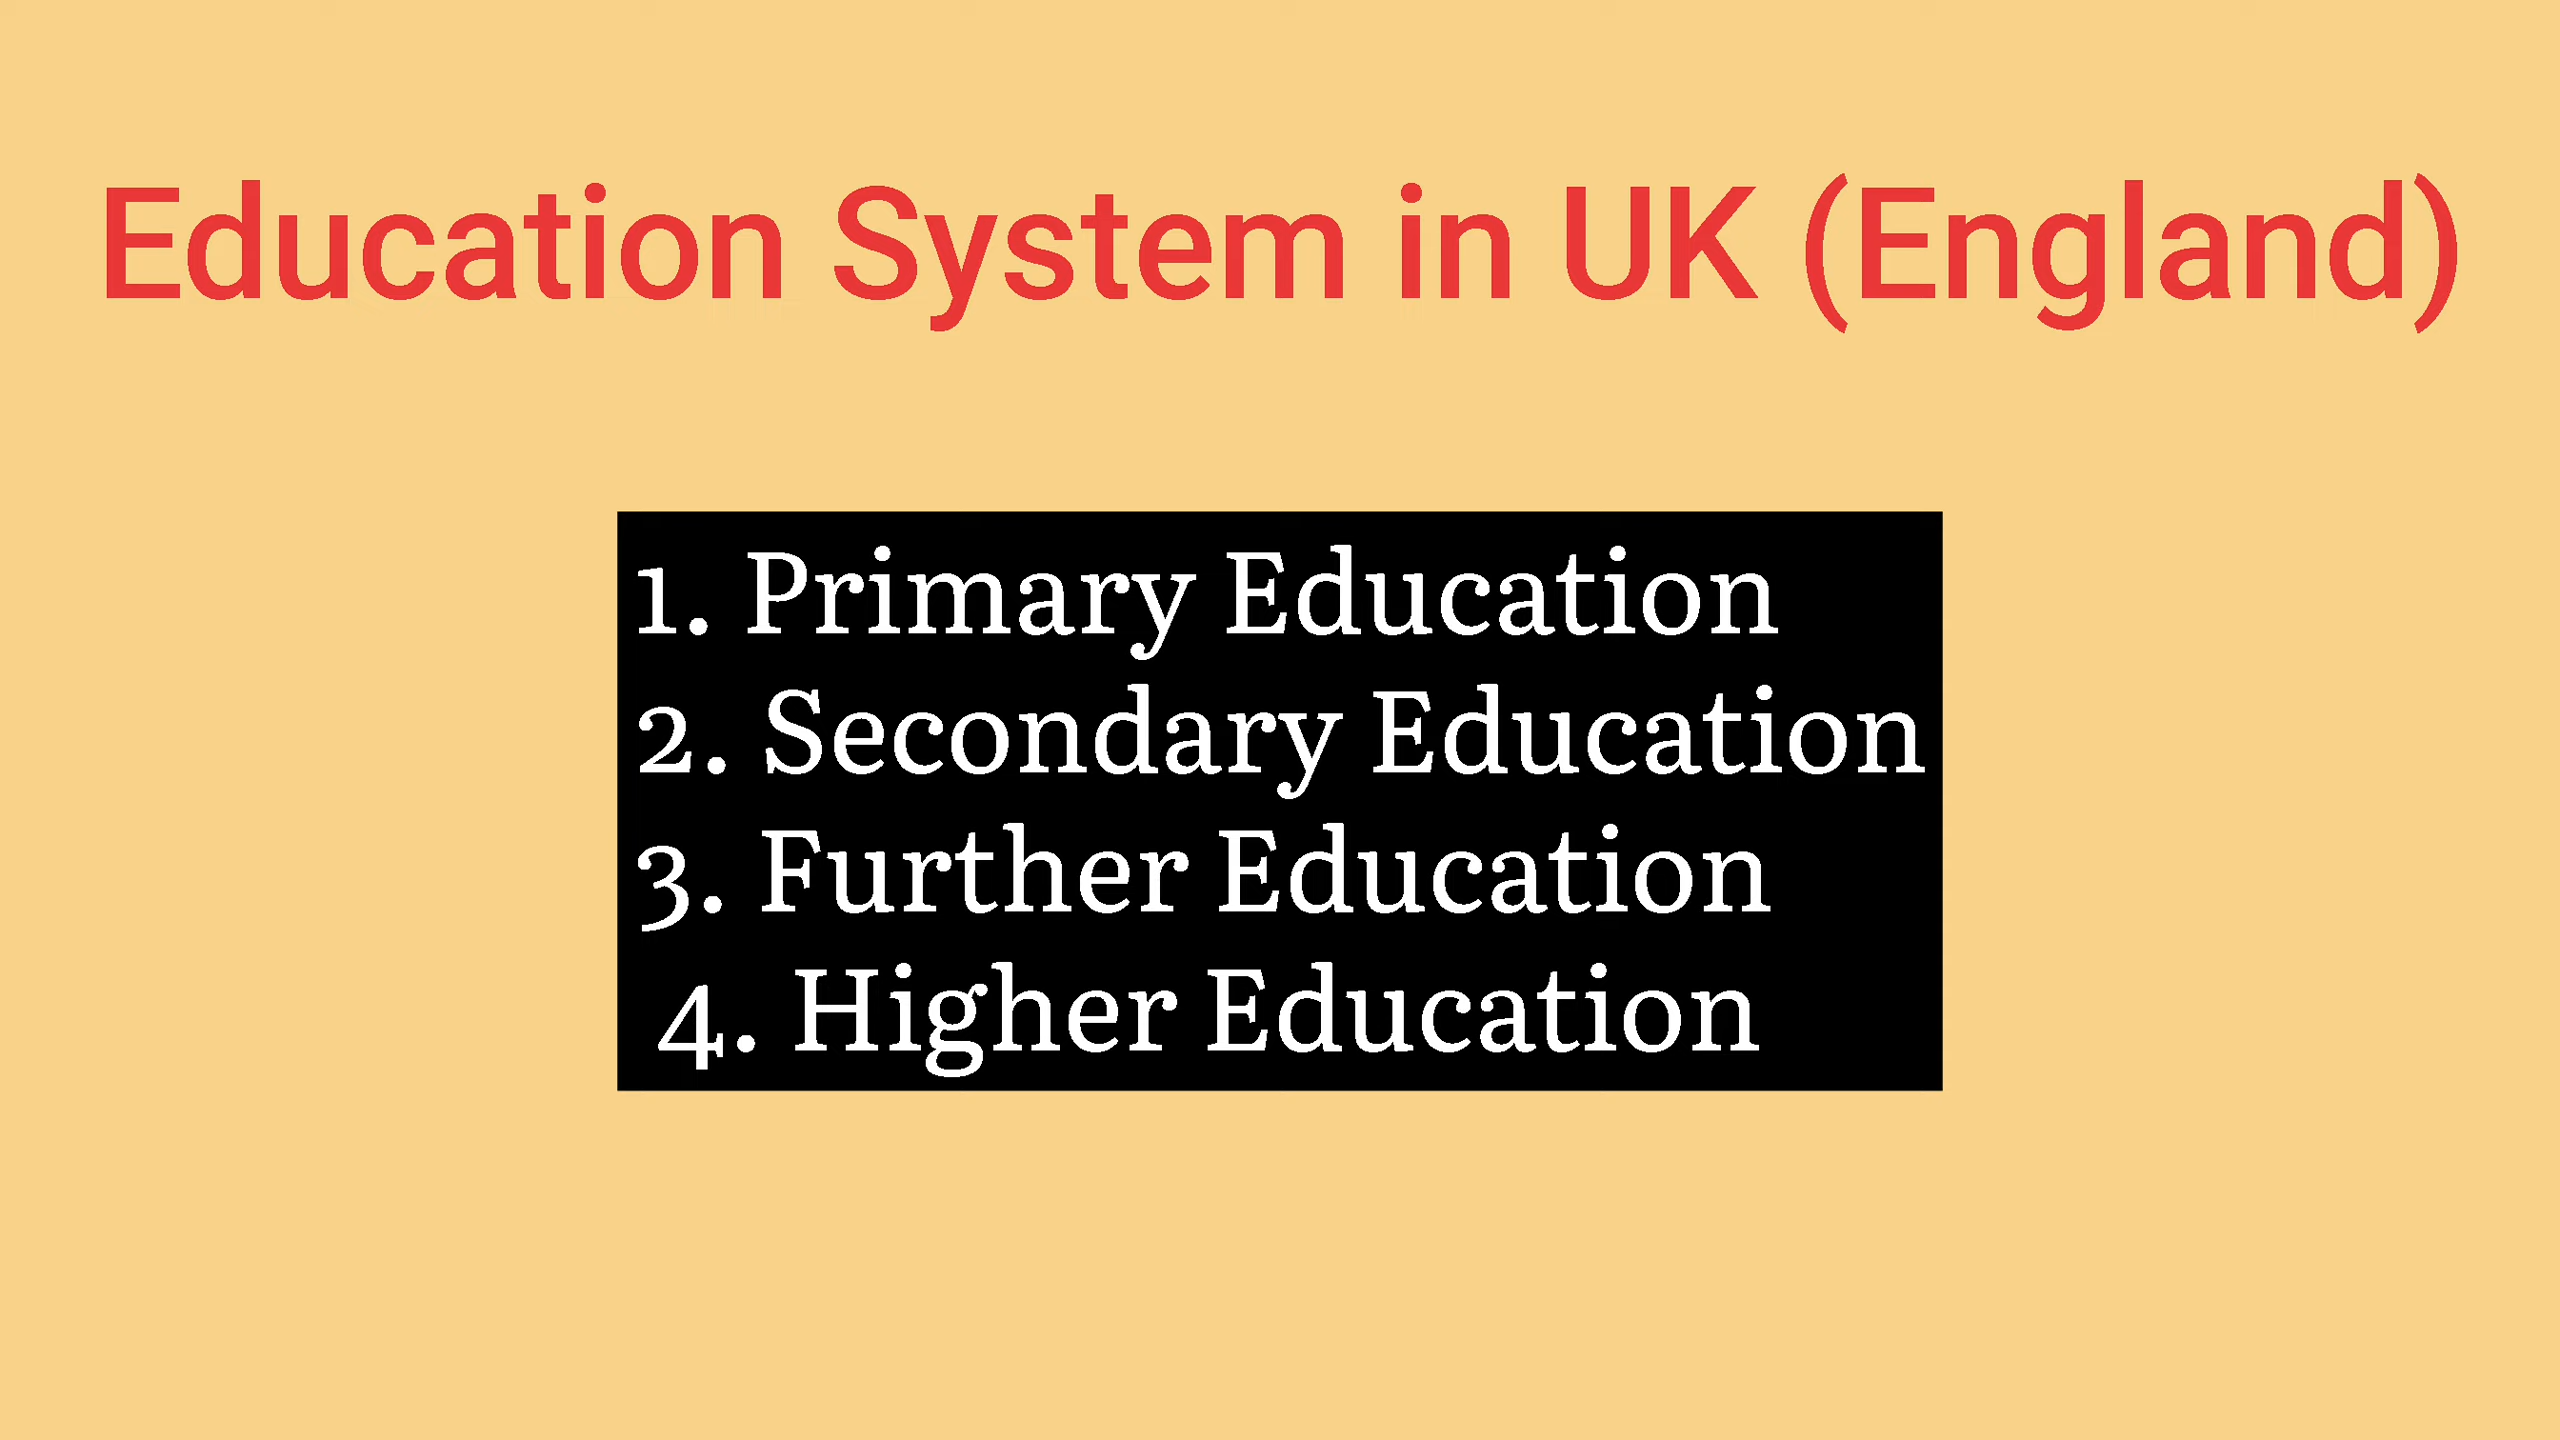 Education System in UK (England)
1. Primary Education
2. Secondary Education
3. Further Education
4. Higher Education